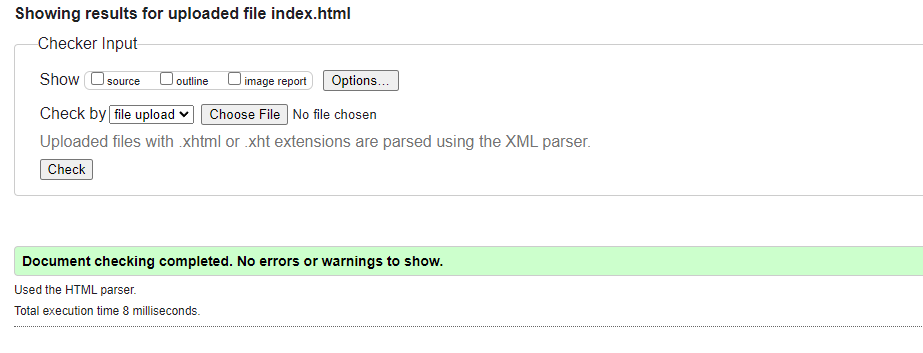 Showing results for uploaded file index.html
Checker Input
Show source outline image report Options...
Check by file upload Choose File No file chosen
Uploaded files with .xhtml or .xht extensions are parsed using the XML parser.
Check
Document checking completed. No errors or warnings to show.
Used the HTML parser.
Total execution time 8 milliseconds.